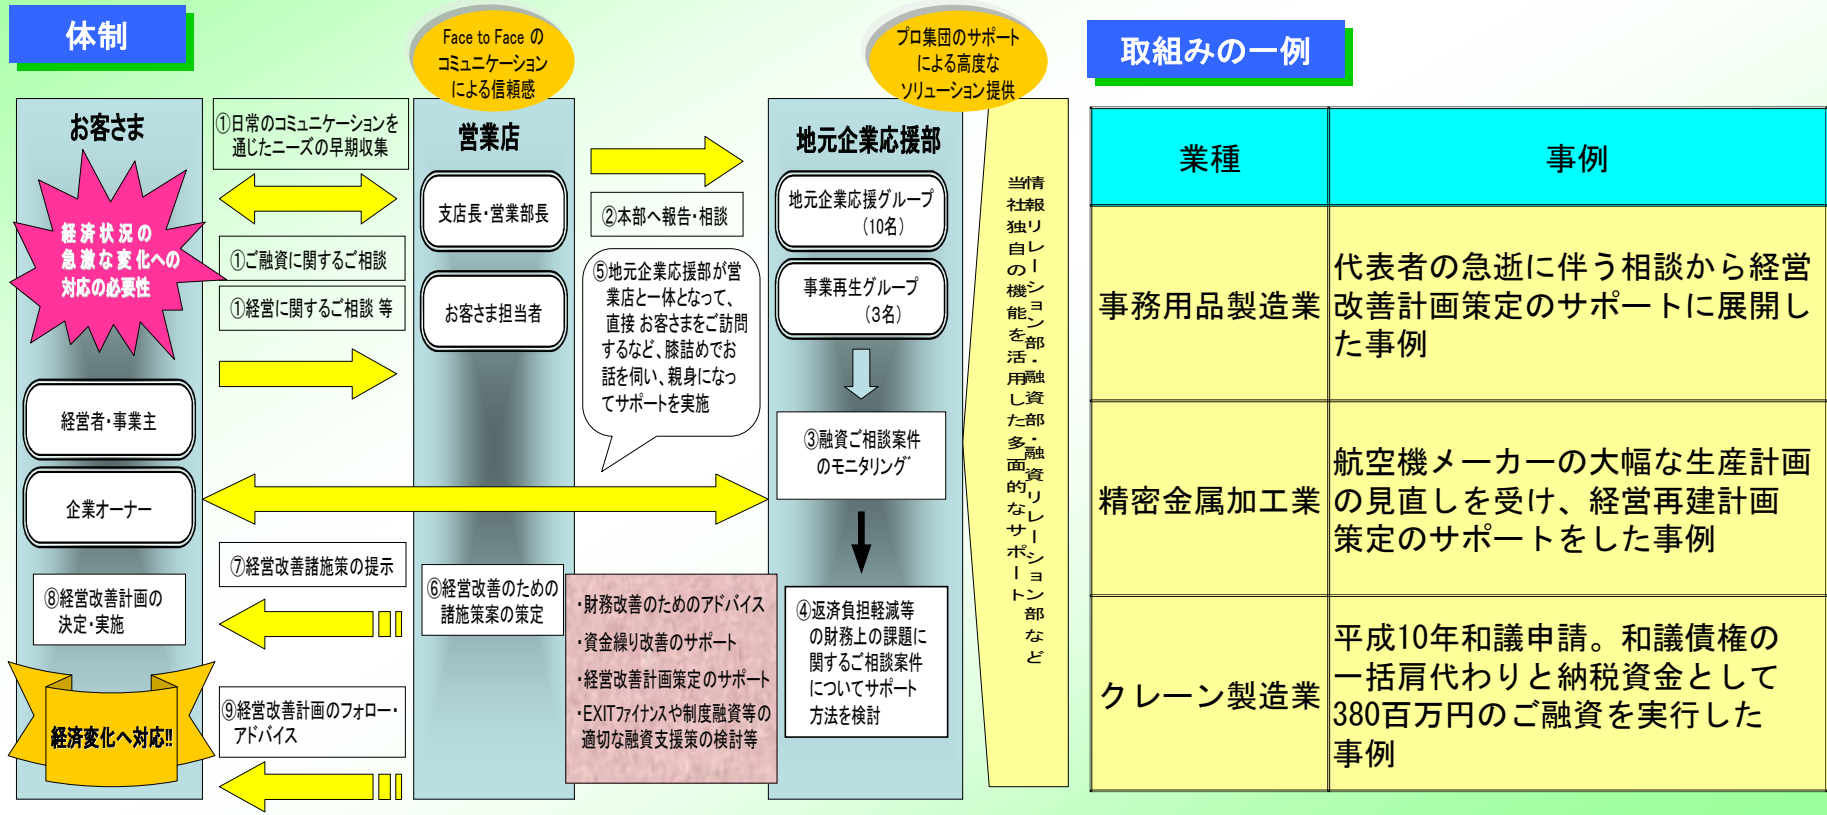 体制
Face to Face の
コミュニケーション
による信頼感
プロ集団のサポート
による高度な
ソリューション提供
お客さま
経済状況の
急激な変化への
対応の必要性
経営者・事業主
企業オーナー
⑧経営改善計画の
決定・実施
経済変化へ対応!!
①日常のコミュニケーションを
通じたニーズの早期収集
①ご融資に関するご相談
①経営に関するご相談 等
⑦経営改善諸施策の提示
⑨経営改善計画のフォロー・
アドバイス
営業店
支店長・営業部長
お客さま担当者
⑥経営改善のための
諸施策案の策定
②本部へ報告・相談
⑤地元企業応援部が営
業店と一体となって、
直接 お客さまをご訪問
するなど、膝詰めでお
話を伺い、親身になっ
てサポートを実施
・財務改善のためのアドバイス
・資金繰り改善のサポート
・経営改善計画策定のサポート
・EXITファイナンスや制度融資等の
適切な融資支援策の検討等
地元企業応援部
地元企業応援グループ
(10名)
事業再生グループ
(3名)
③融資ご相談案件
のモニタリング
④返済負担軽減等
の財務上の課題に
関するご相談案件
についてサポート
方法を検討
情報リレーション部・融資部・融資リレーション部など
当社独自の機能を活用した多面的なサポート
取組みの一例
業種
事例
事務用品製造業
代表者の急逝に伴う相談から経営
改善計画策定のサポートに展開し
た事例
精密金属加工業
航空機メーカーの大幅な生産計画
の見直しを受け、経営再建計画
策定のサポートをした事例
クレーン製造業
平成10年和議申請。和議債権の
一括肩代わりと納税資金として
380百万円のご融資を実行した
事例